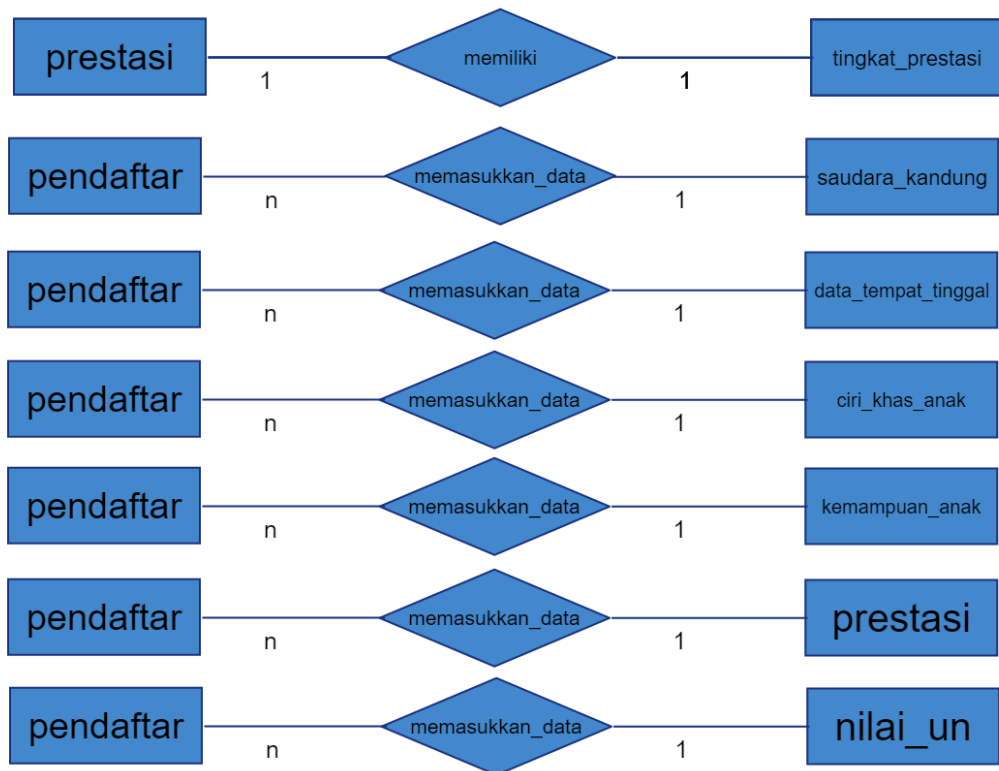 prestasi memiliki tingkat_prestasi
1 1
pendaftar memasukkan_data saudara_kandung
n 1
pendaftar memasukkan_data data_tempat_tinggal
n 1
pendaftar memasukkan_data ciri_khas_anak
n 1
pendaftar memasukkan_data kemampuan_anak
n 1
pendaftar memasukkan_data prestasi
n 1
pendaftar memasukkan_data nilai_un
n 1